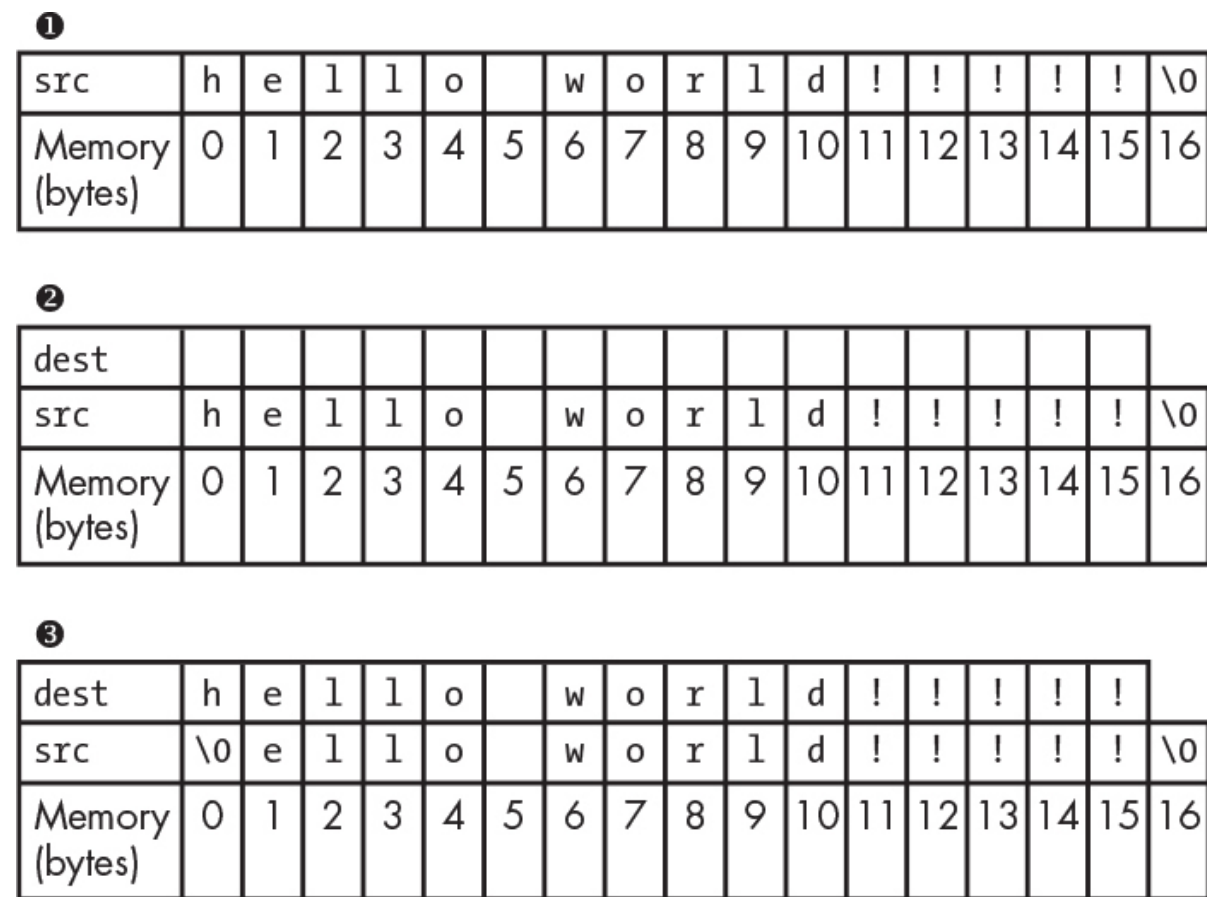 ❶
src h e l l o w o r l d ! ! ! ! ! \0
Memory 0 1 2 3 4 5 6 7 8 9 10 11 12 13 14 15 16
(bytes)
❷
dest
src h e l l o w o r l d ! ! ! ! ! \0
Memory 0 1 2 3 4 5 6 7 8 9 10 11 12 13 14 15 16
(bytes)
❸
dest h e l l o w o r l d ! ! ! ! !
src \0 e l l o w o r l d ! ! ! ! ! \0
Memory 0 1 2 3 4 5 6 7 8 9 10 11 12 13 14 15 16
(bytes)